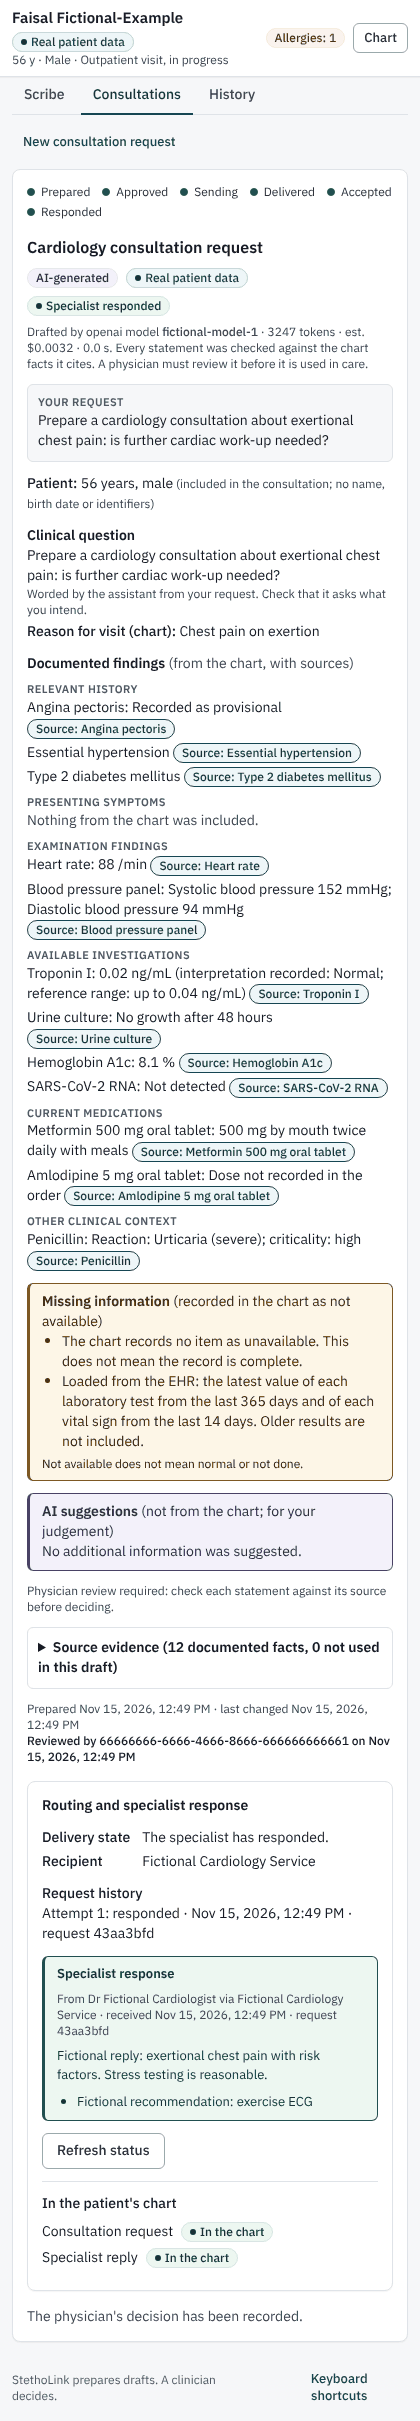 Faisal Fictional-Example
Real patient data
56 y · Male · Outpatient visit, in progress
Allergies: 1
Chart
Scribe Consultations History
New consultation request
Prepared Approved Sending Delivered Accepted
Responded
Cardiology consultation request
AI-generated Real patient data
Specialist responded
Drafted by openai model fictional-model-1 · 3247 tokens · est.
$0.0032 · 0.0 s. Every statement was checked against the chart
facts it cites. A physician must review it before it is used in care.
YOUR REQUEST
Prepare a cardiology consultation about exertional
chest pain: is further cardiac work-up needed?
Patient: 56 years, male (included in the consultation; no name,
birth date or identifiers)
Clinical question
Prepare a cardiology consultation about exertional chest
pain: is further cardiac work-up needed?
Worded by the assistant from your request. Check that it asks what
you intend.
Reason for visit (chart): Chest pain on exertion
Documented findings (from the chart, with sources)
RELEVANT HISTORY
Angina pectoris: Recorded as provisional
Source: Angina pectoris
Essential hypertension Source: Essential hypertension
Type 2 diabetes mellitus Source: Type 2 diabetes mellitus
PRESENTING SYMPTOMS
Nothing from the chart was included.
EXAMINATION FINDINGS
Heart rate: 88 /min Source: Heart rate
Blood pressure panel: Systolic blood pressure 152 mmHg;
Diastolic blood pressure 94 mmHg
Source: Blood pressure panel
AVAILABLE INVESTIGATIONS
Troponin I: 0.02 ng/mL (interpretation recorded: Normal;
reference range: up to 0.04 ng/mL) Source: Troponin I
Urine culture: No growth after 48 hours
Source: Urine culture
Hemoglobin A1c: 8.1 % Source: Hemoglobin A1c
SARS-CoV-2 RNA: Not detected Source: SARS-CoV-2 RNA
CURRENT MEDICATIONS
Metformin 500 mg oral tablet: 500 mg by mouth twice
daily with meals Source: Metformin 500 mg oral tablet
Amlodipine 5 mg oral tablet: Dose not recorded in the
order Source: Amlodipine 5 mg oral tablet
OTHER CLINICAL CONTEXT
Penicillin: Reaction: Urticaria (severe); criticality: high
Source: Penicillin
Missing information (recorded in the chart as not
available)
• The chart records no item as unavailable. This
does not mean the record is complete.
• Loaded from the EHR: the latest value of each
laboratory test from the last 365 days and of each
vital sign from the last 14 days. Older results are
not included.
Not available does not mean normal or not done.
AI suggestions (not from the chart; for your
judgement)
No additional information was suggested.
Physician review required: check each statement against its source
before deciding.
▶ Source evidence (12 documented facts, 0 not used
in this draft)
Prepared Nov 15, 2026, 12:49 PM · last changed Nov 15, 2026,
12:49 PM
Reviewed by 66666666-6666-4666-8666-666666666661 on Nov
15, 2026, 12:49 PM
Routing and specialist response
Delivery state The specialist has responded.
Recipient Fictional Cardiology Service
Request history
Attempt 1: responded · Nov 15, 2026, 12:49 PM ·
request 43aa3bfd
Specialist response
From Dr Fictional Cardiologist via Fictional Cardiology
Service · received Nov 15, 2026, 12:49 PM · request
43aa3bfd
Fictional reply: exertional chest pain with risk
factors. Stress testing is reasonable.
• Fictional recommendation: exercise ECG
Refresh status
In the patient's chart
Consultation request In the chart
Specialist reply In the chart
The physician's decision has been recorded.
StethoLink prepares drafts. A clinician
decides.
Keyboard
shortcuts